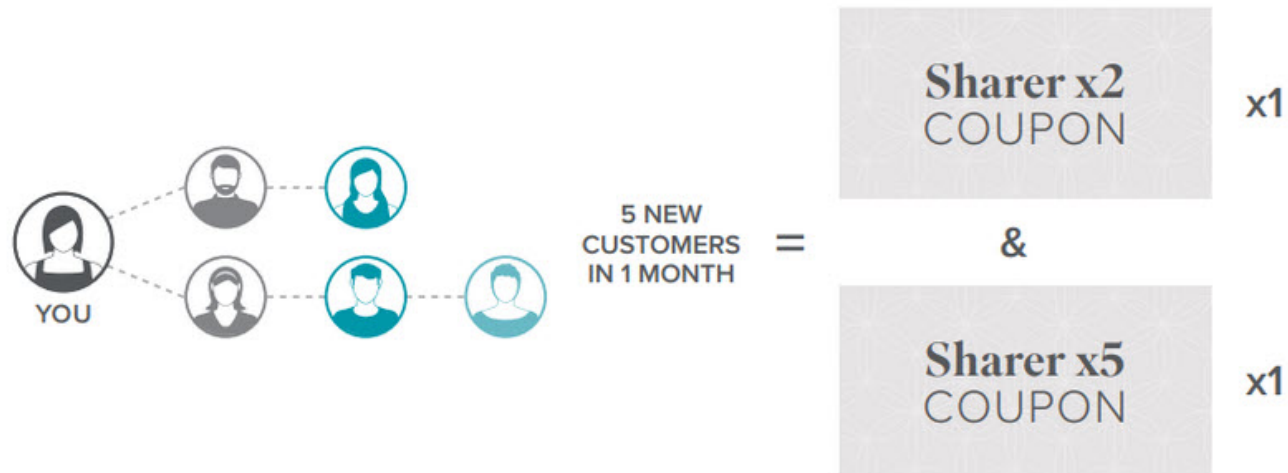 YOU
5 NEW
CUSTOMERS
IN 1 MONTH
=
Sharer x2
COUPON
x1
&
Sharer x5
COUPON
x1